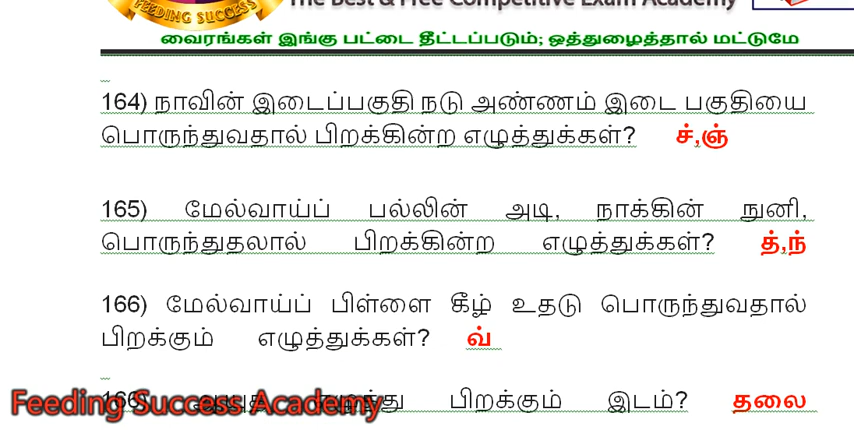 FEEDING SUCCESS
The Best & Free Competitive Exam Academy
வைரங்கள் இங்கு பட்டை தீட்டப்படும்; ஒத்துழைத்தால் மட்டுமே
164) நாவின் இடைப்பகுதி நடு அண்ணம் இடை பகுதியை
பொருந்துவதால் பிறக்கின்ற எழுத்துக்கள்? ச்,ஞ்
165) மேல்வாய்ப் பல்லின் அடி, நாக்கின் நுனி,
பொருந்துதலால் பிறக்கின்ற எழுத்துக்கள்? த்,ந்
166) மேல்வாய்ப் பிள்ளை கீழ் உதடு பொருந்துவதால்
பிறக்கும் எழுத்துக்கள்? வ்
பிறக்கும் இடம்? தலை
Feeding Success Academy